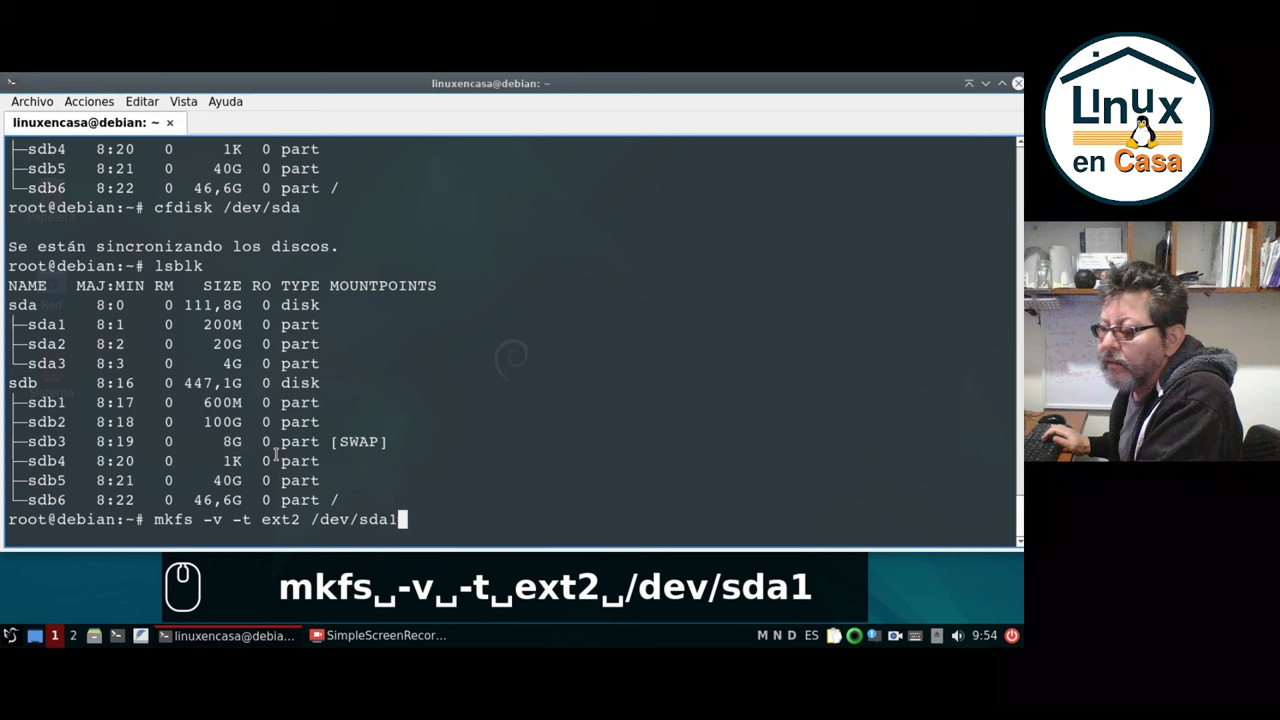 linuxencasa@debian: ~
Archivo Acciones Editar Vista Ayuda
linuxencasa@debian: ~ ×
├─sdb4 8:20 0 1K 0 part
├─sdb5 8:21 0 40G 0 part
└─sdb6 8:22 0 46,6G 0 part /
root@debian:~# cfdisk /dev/sda
Se están sincronizando los discos.
root@debian:~# lsblk
NAME MAJ:MIN RM SIZE RO TYPE MOUNTPOINTS
sda 8:0 0 111,8G 0 disk
├─sda1 8:1 0 200M 0 part
├─sda2 8:2 0 20G 0 part
└─sda3 8:3 0 4G 0 part
sdb 8:16 0 447,1G 0 disk
├─sdb1 8:17 0 600M 0 part
├─sdb2 8:18 0 100G 0 part
├─sdb3 8:19 0 8G 0 part [SWAP]
├─sdb4 8:20 0 1K 0 part
├─sdb5 8:21 0 40G 0 part
└─sdb6 8:22 0 46,6G 0 part /
root@debian:~# mkfs -v -t ext2 /dev/sda1
mkfs␣-v␣-t␣ext2␣/dev/sda1
1 2 linuxencasa@debia... SimpleScreenRecor... M N D ES 9:54
Linux
en Casa